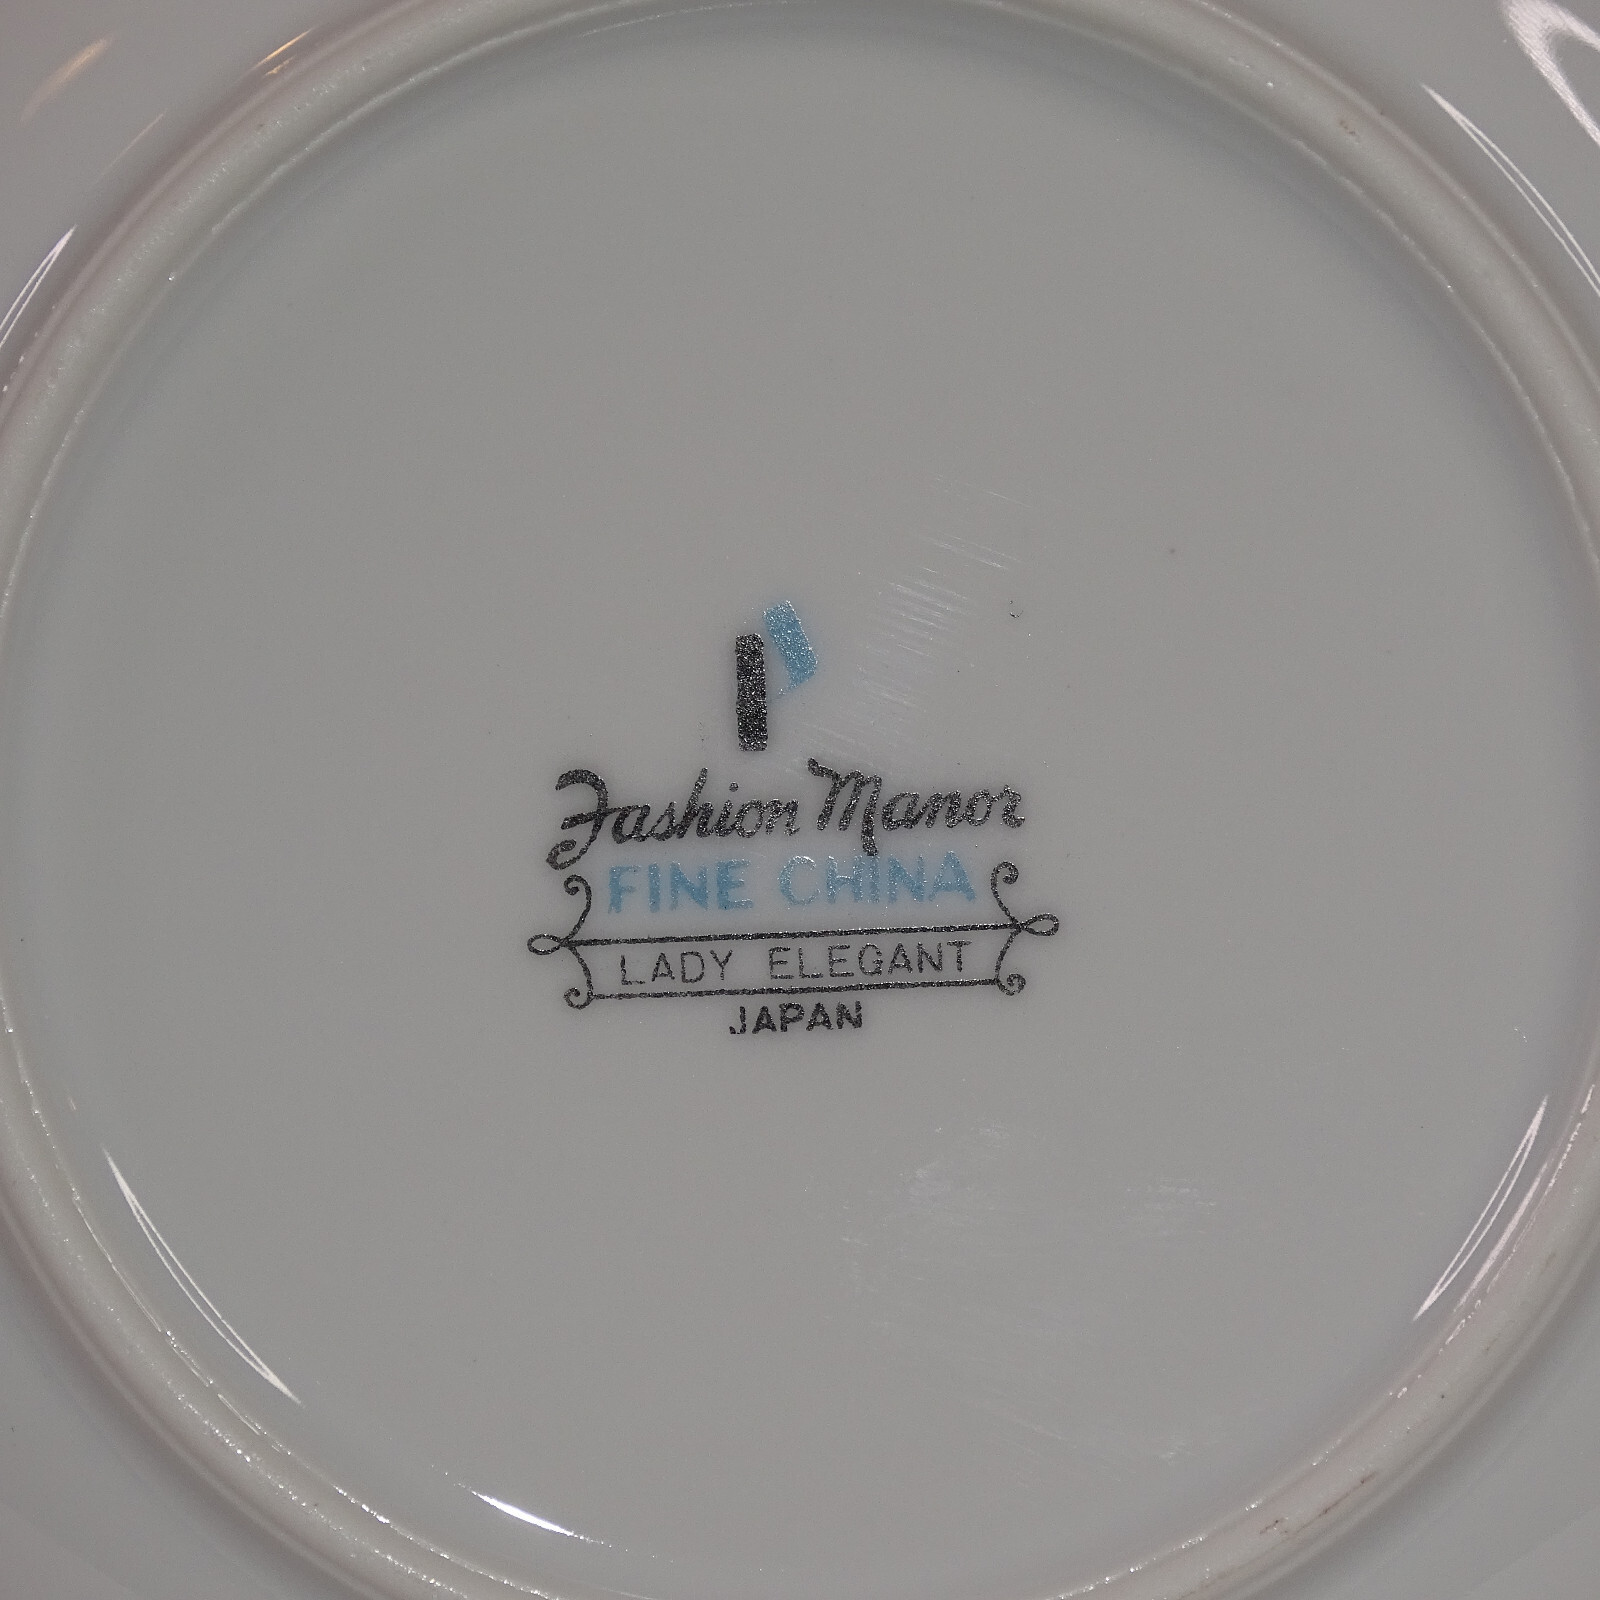 P
Fashion Manor
FINE CHINA
LADY ELEGANT
JAPAN